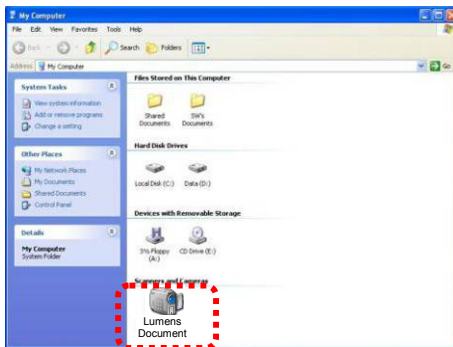 My Computer
File Edit View Favorites Tools Help
Back Search Folders
Address My Computer Go
System Tasks
View system information
Add or remove programs
Change a setting
Other Places
My Network Places
My Documents
Shared Documents
Control Panel
Details
My Computer
System Folder
Files Stored on This Computer
Shared Documents
SW's Documents
Hard Disk Drives
Local Disk (C:) Data (D:)
Devices with Removable Storage
3½ Floppy (A:)
CD Drive (E:)
Scanners and Cameras
Lumens
Document